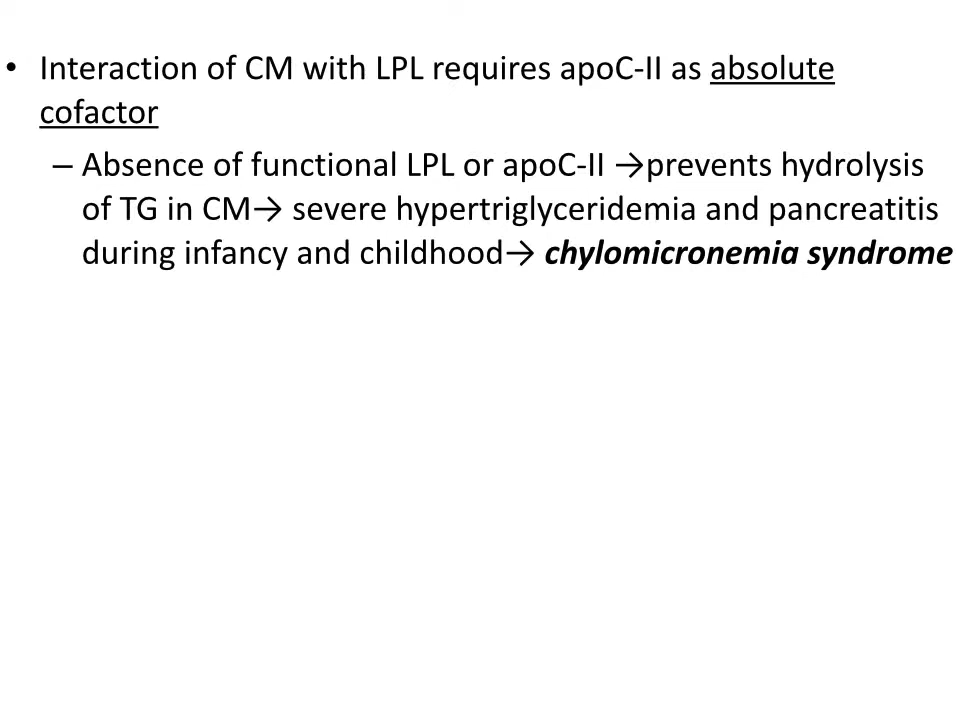 • Interaction of CM with LPL requires apoC-II as absolute
cofactor
– Absence of functional LPL or apoC-II →prevents hydrolysis
of TG in CM→ severe hypertriglyceridemia and pancreatitis
during infancy and childhood→ chylomicronemia syndrome